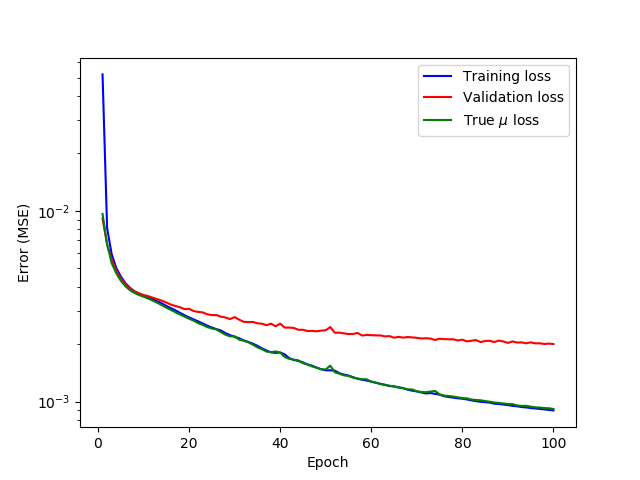 Training loss
Validation loss
True μ loss
10⁻²
10⁻³
Error (MSE)
0 20 40 60 80 100
Epoch